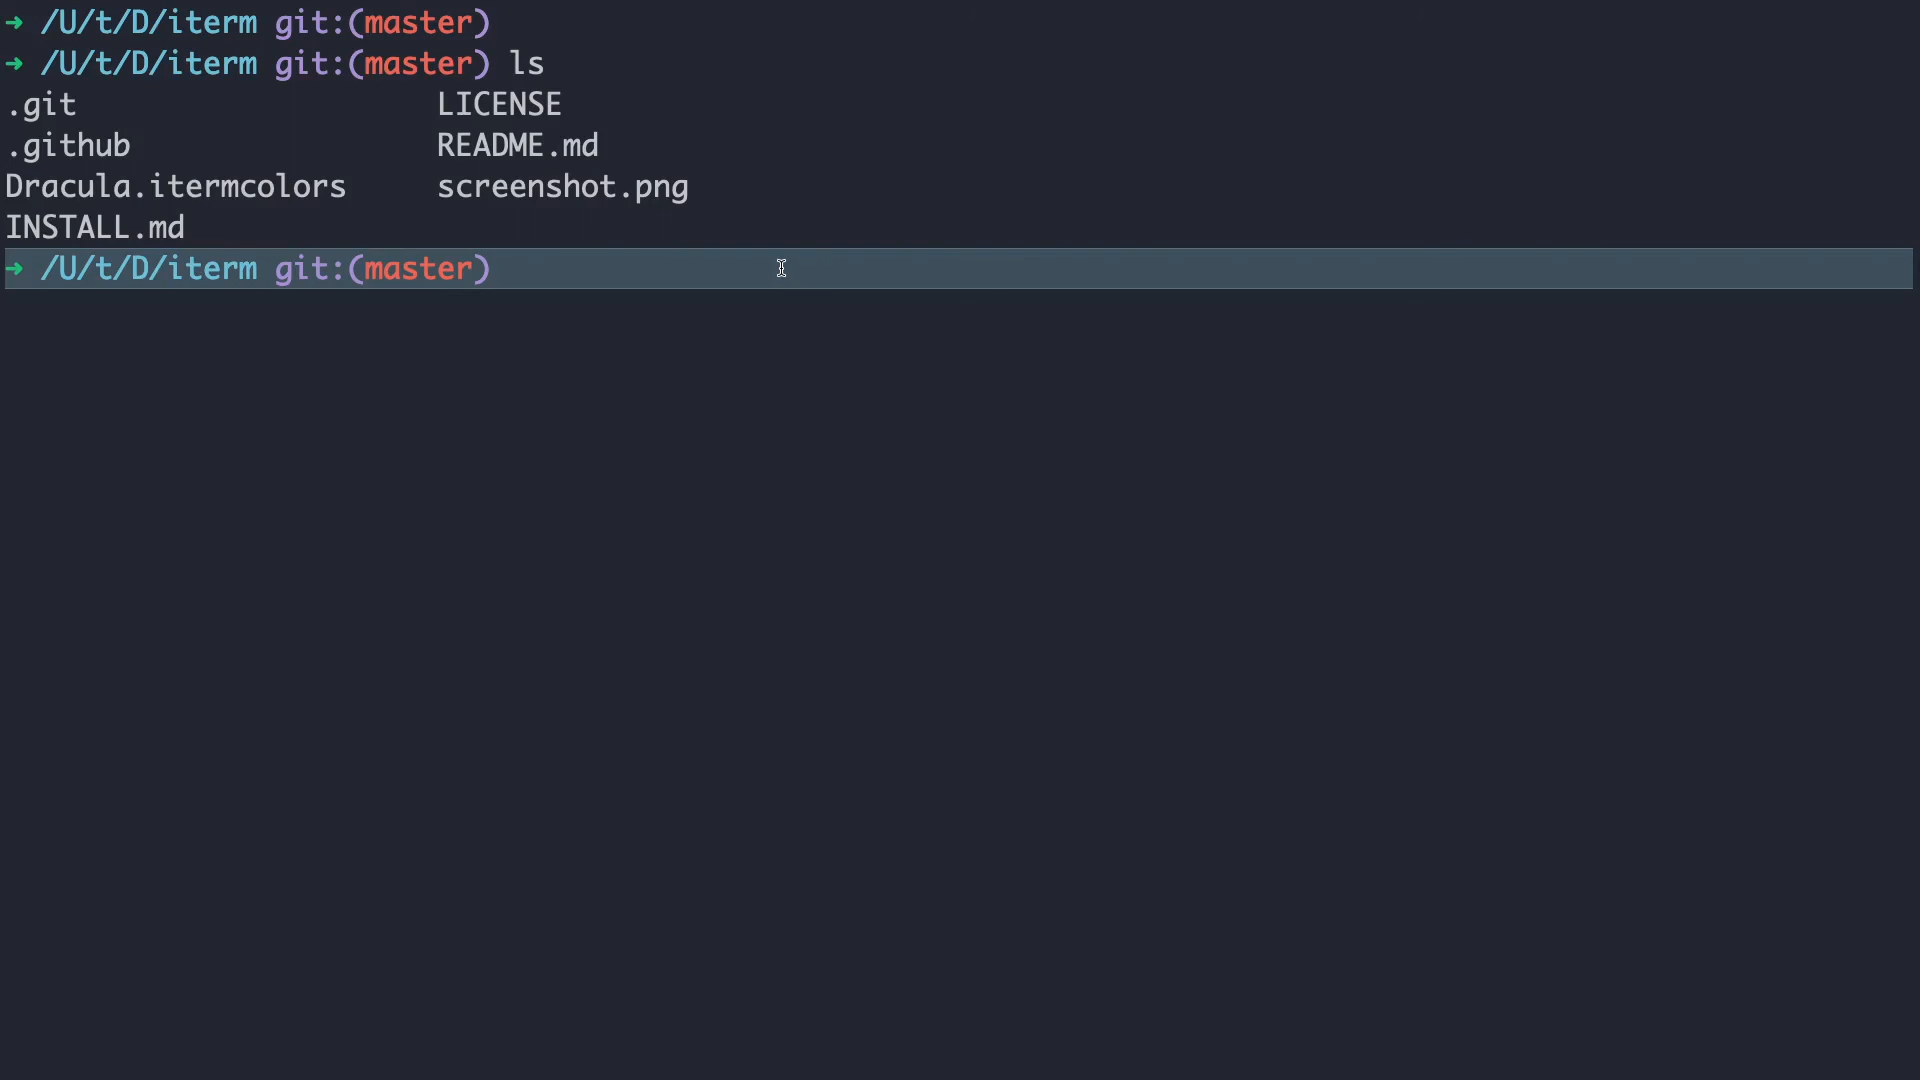 ➜ /U/t/D/iterm git:(master)
➜ /U/t/D/iterm git:(master) ls
.git LICENSE
.github README.md
Dracula.itermcolors screenshot.png
INSTALL.md
➜ /U/t/D/iterm git:(master)